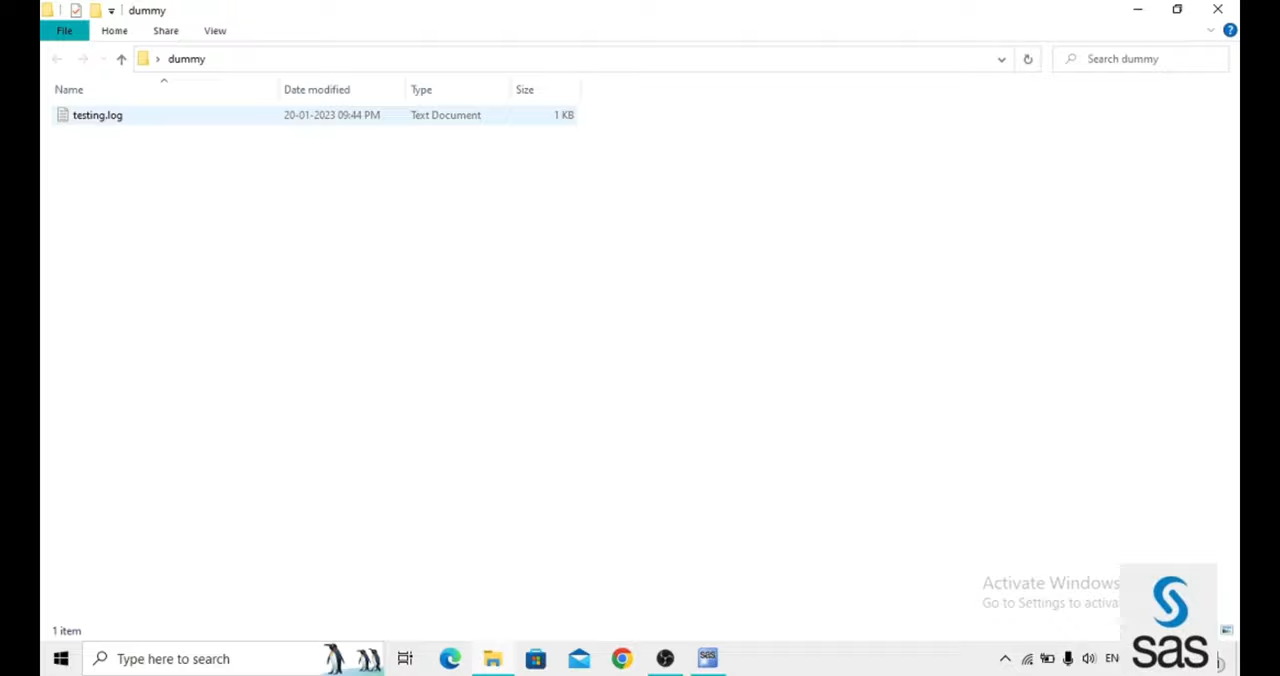 dummy
File Home Share View
dummy
Search dummy
Name Date modified Type Size
testing.log 20-01-2023 09:44 PM Text Document 1 KB
Activate Windows
Go to Settings to activa
sas
1 item
Type here to search
sas
ENG